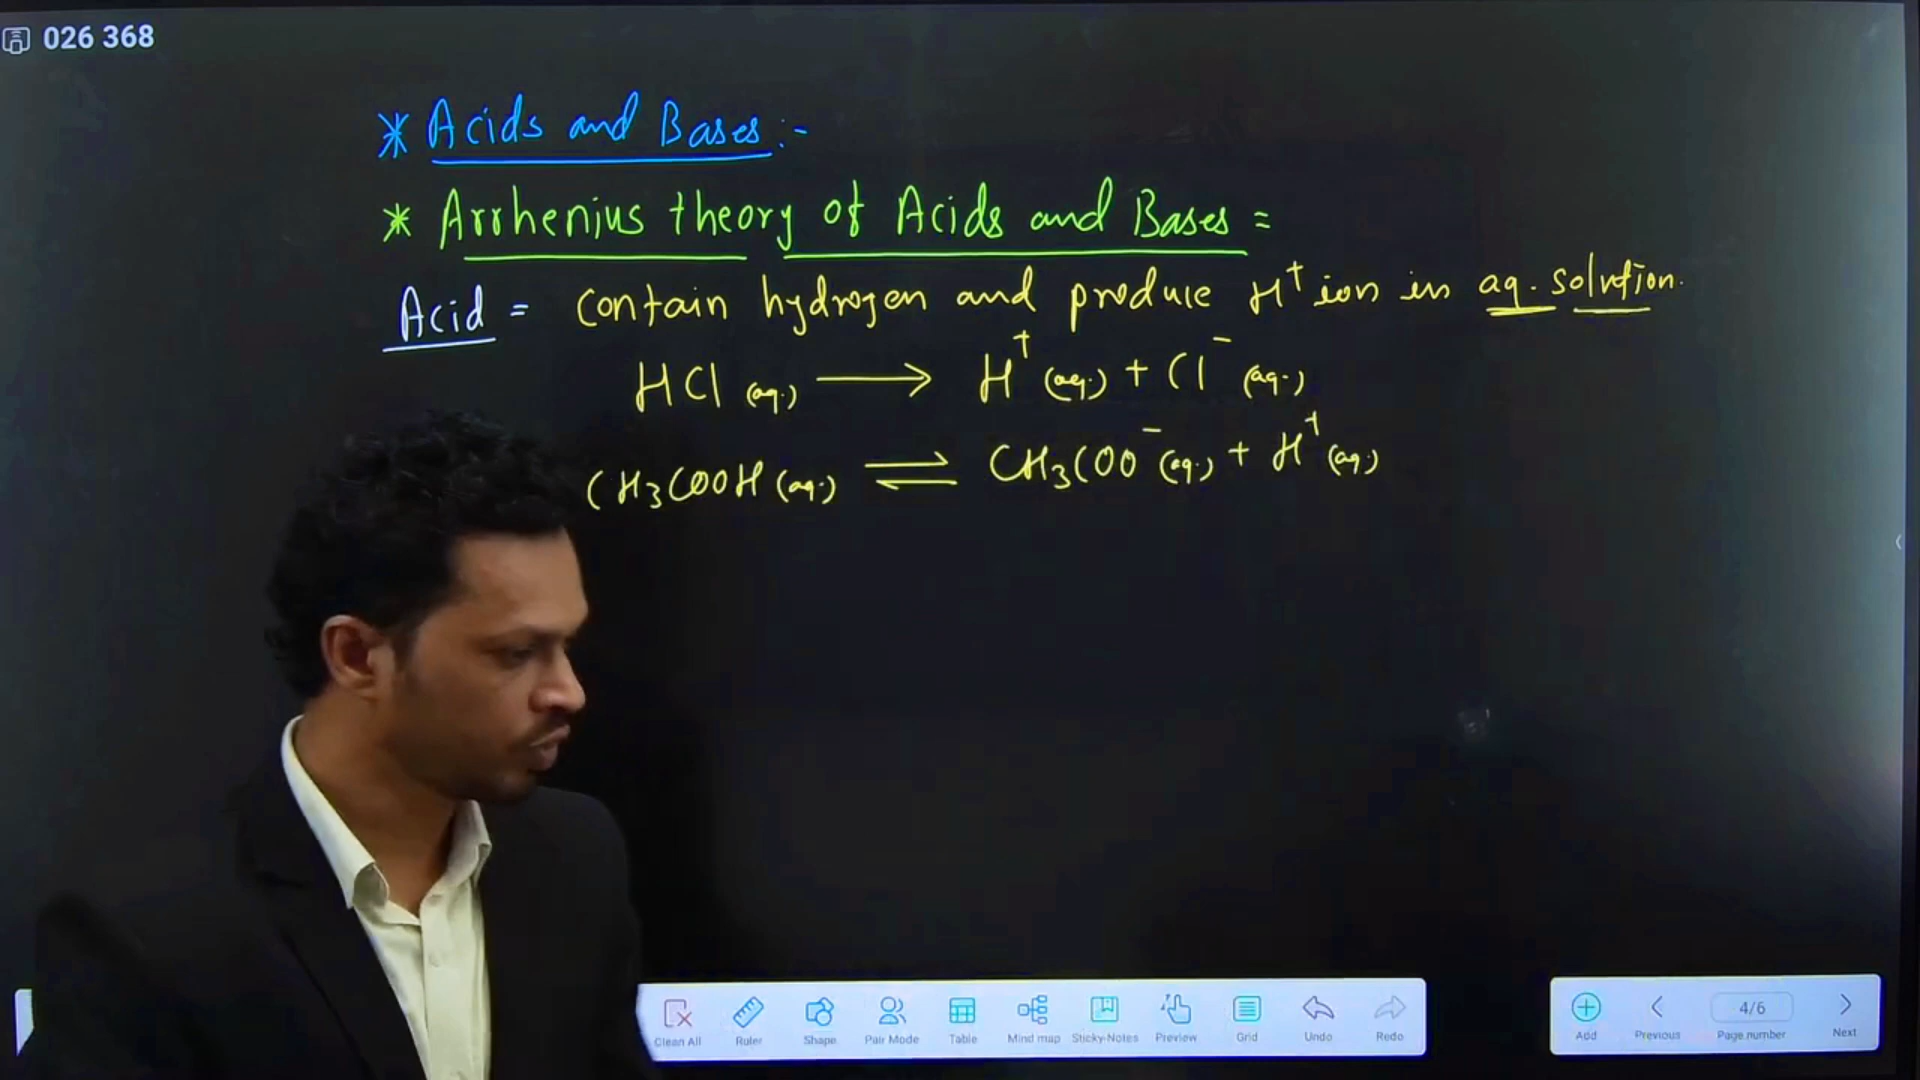 026 368
* Acids and Bases :-
* Arrhenius theory of Acids and Bases =
Acid = contain hydrogen and produce H⁺ ion in aq. solution.
HCl (aq.) ⟶ H⁺ (aq.) + Cl⁻ (aq.)
CH₃COOH (aq.) ⇌ CH₃COO⁻ (aq.) + H⁺ (aq.)
Clean All Ruler Shape Pair Mode Table Mind map Sticky-Notes Preview Grid Undo Redo
4/6
Add Previous Page number Next